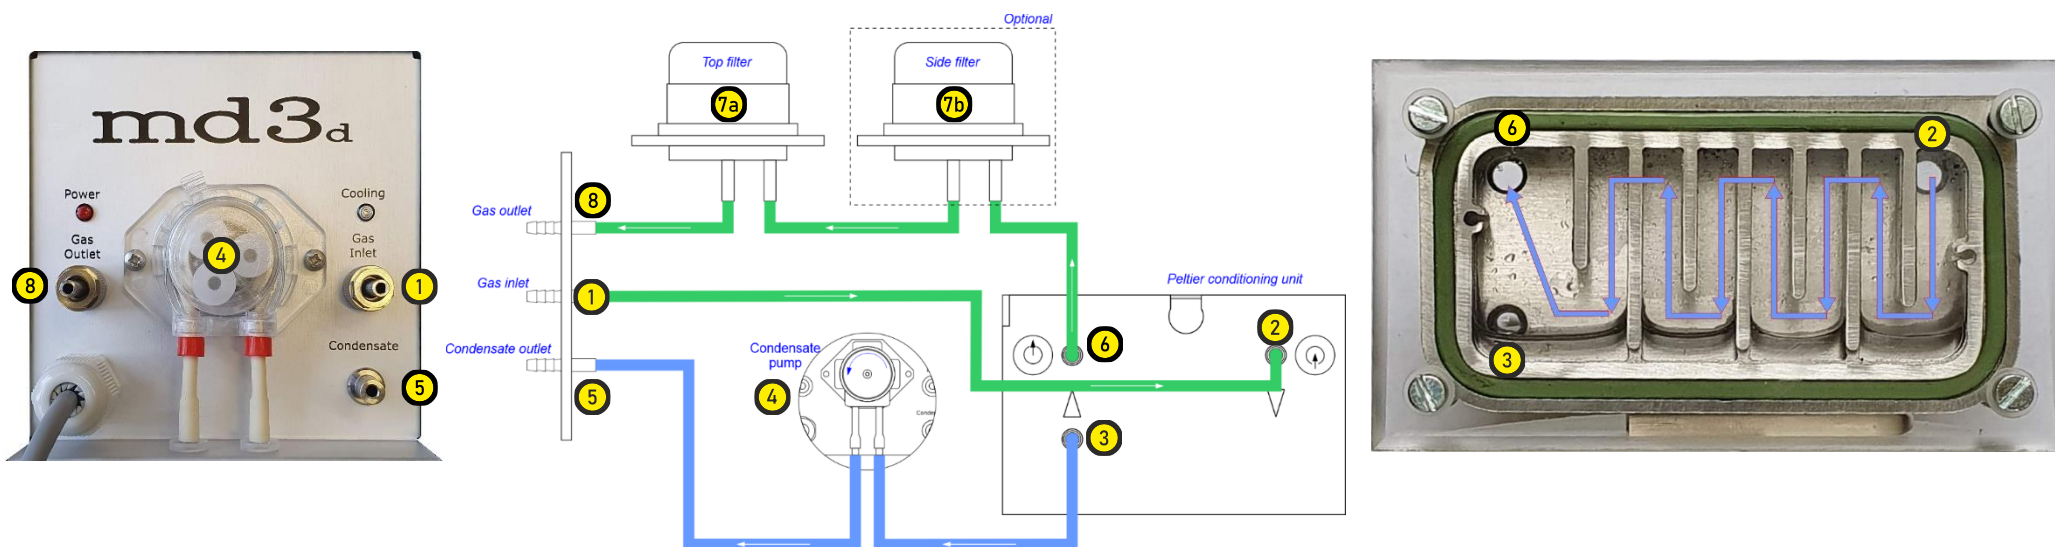 md3d
Power
Cooling
Gas
Outlet
Gas
Inlet
Condensate
4
8
1
5
Optional
Top filter
Side filter
7a
7b
Gas outlet
8
Gas inlet
1
Peltier conditioning unit
Condensate outlet
5
Condensate
pump
4
6
2
3
Conder
6
2
3